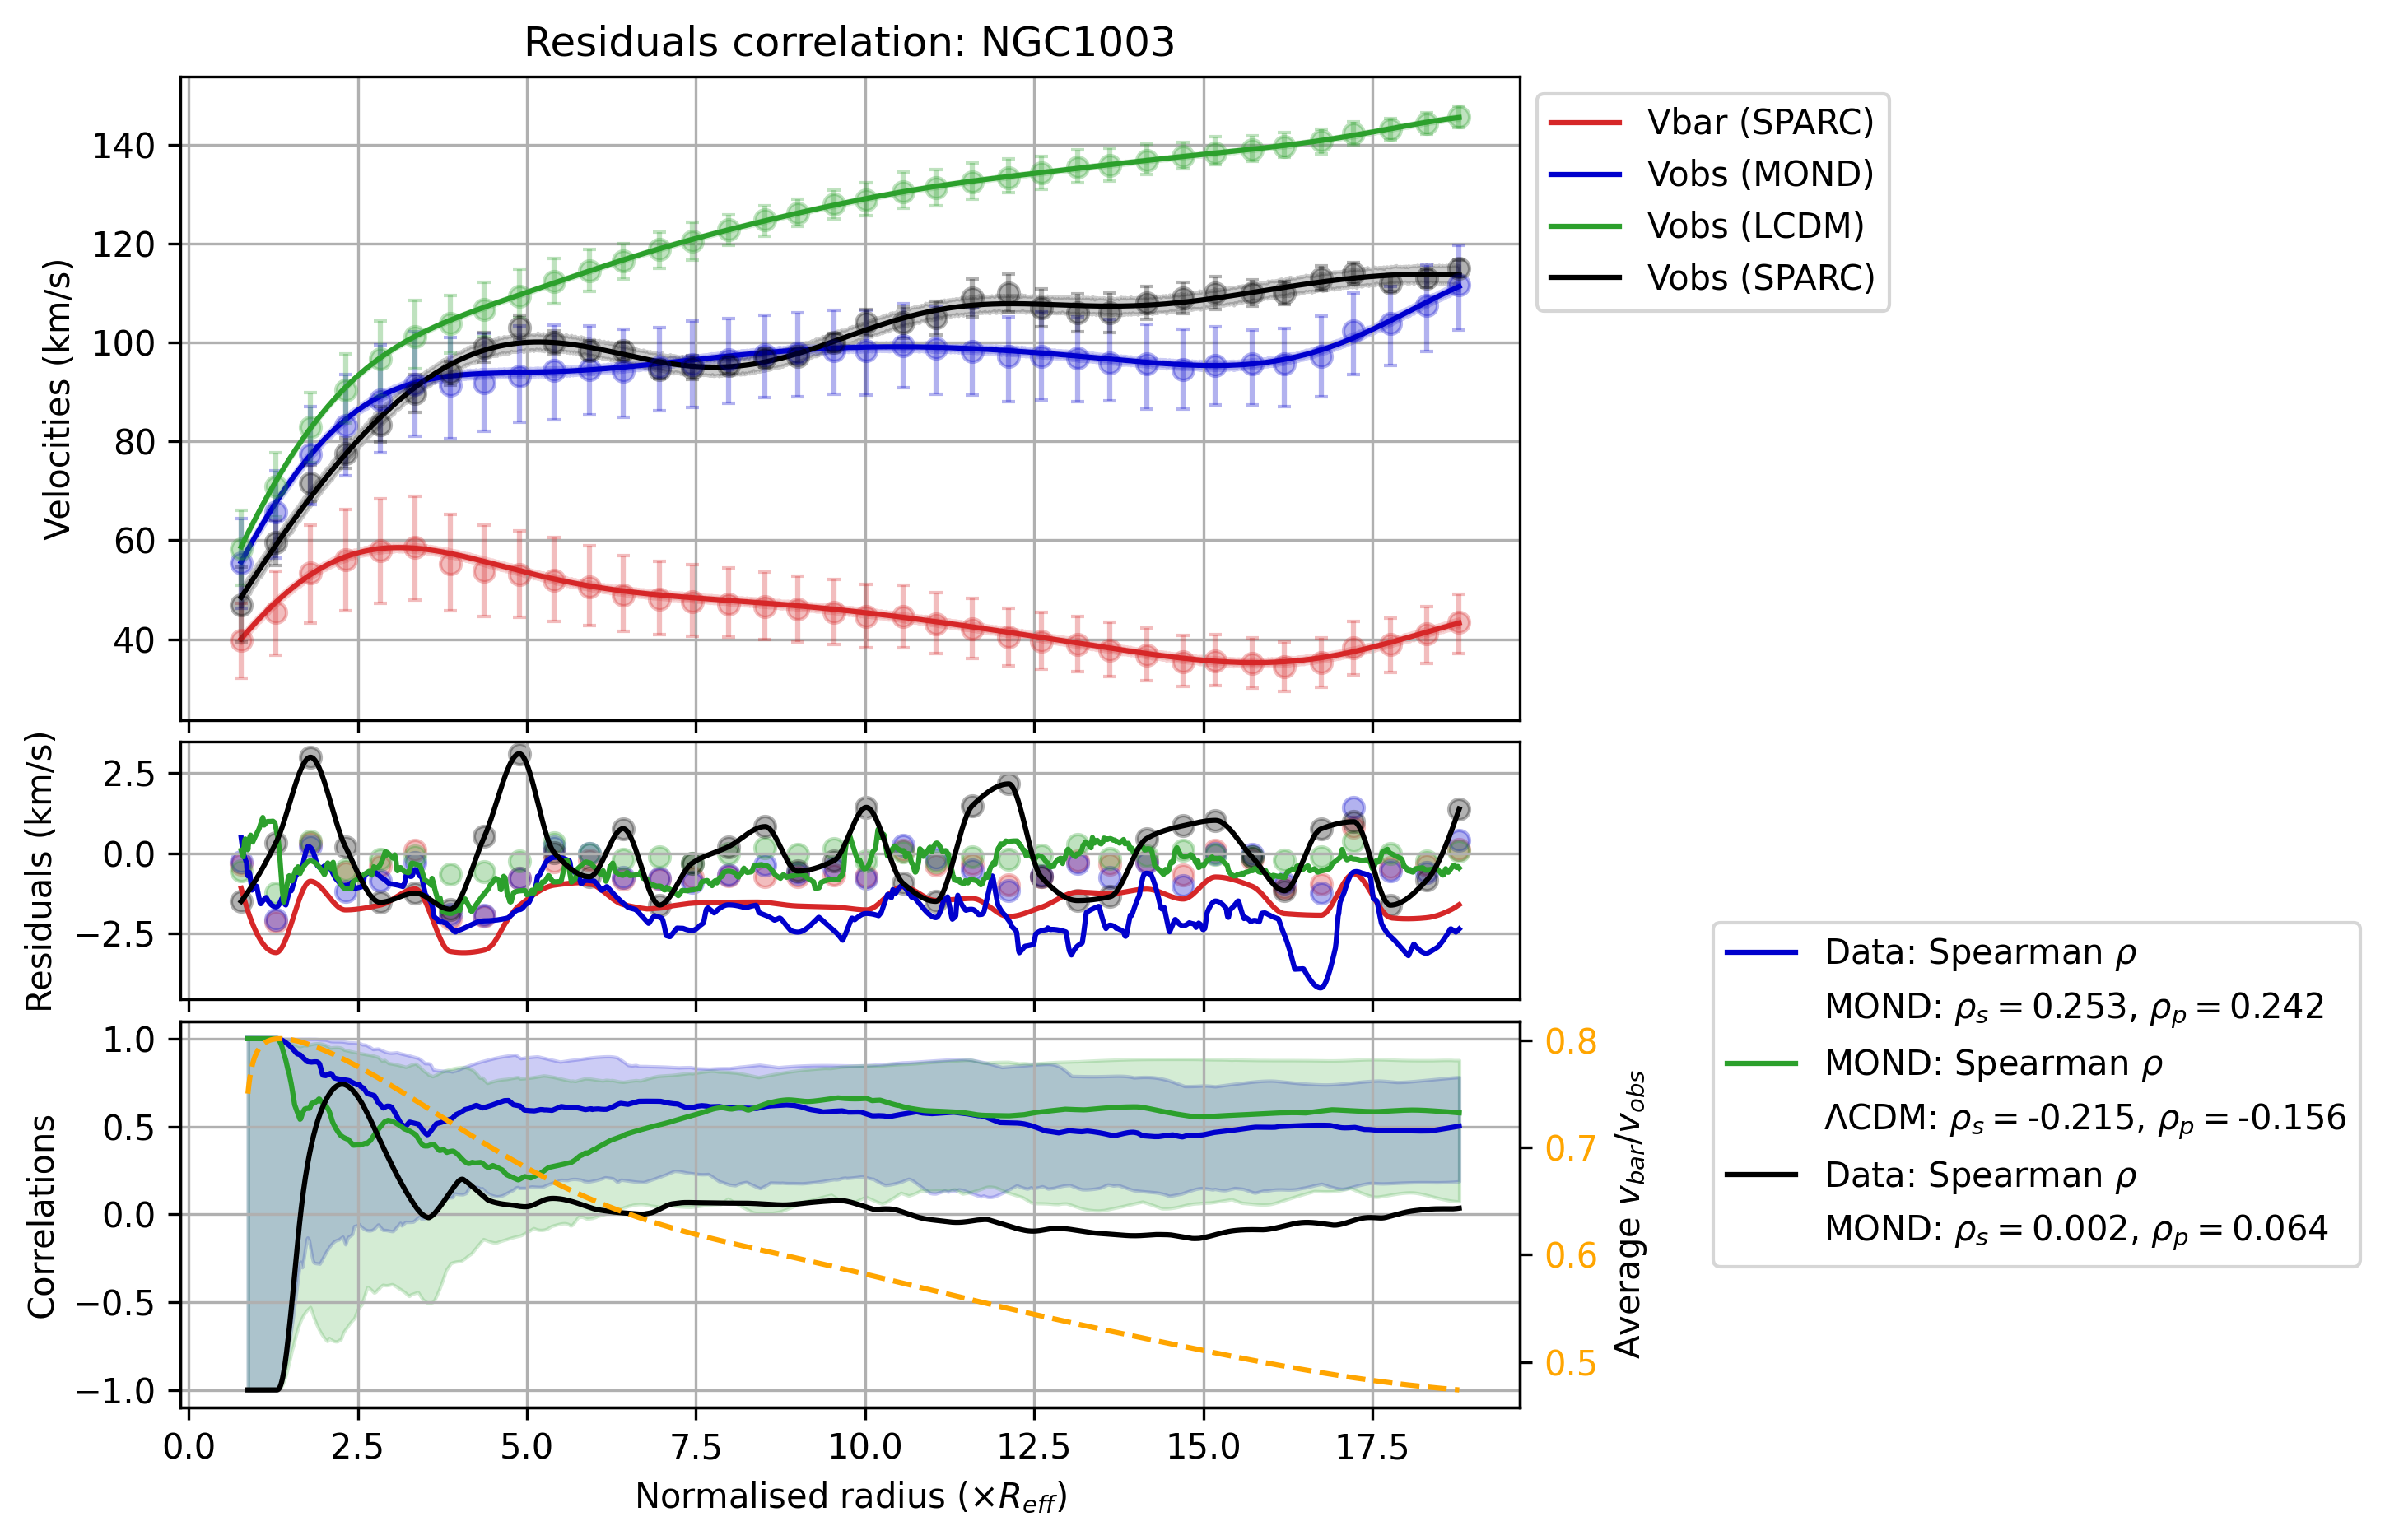 Residuals correlation: NGC1003
Velocities (km/s)
140
120
100
80
60
40
Vbar (SPARC)
Vobs (MOND)
Vobs (LCDM)
Vobs (SPARC)
Residuals (km/s)
2.5
0.0
−2.5
Correlations
1.0
0.5
0.0
−0.5
−1.0
0.8
0.7
0.6
0.5
Average v_bar/v_obs
Data: Spearman ρ
MOND: ρ_s = 0.253, ρ_p = 0.242
MOND: Spearman ρ
ΛCDM: ρ_s = -0.215, ρ_p = -0.156
Data: Spearman ρ
MOND: ρ_s = 0.002, ρ_p = 0.064
0.0 2.5 5.0 7.5 10.0 12.5 15.0 17.5
Normalised radius (×R_eff)